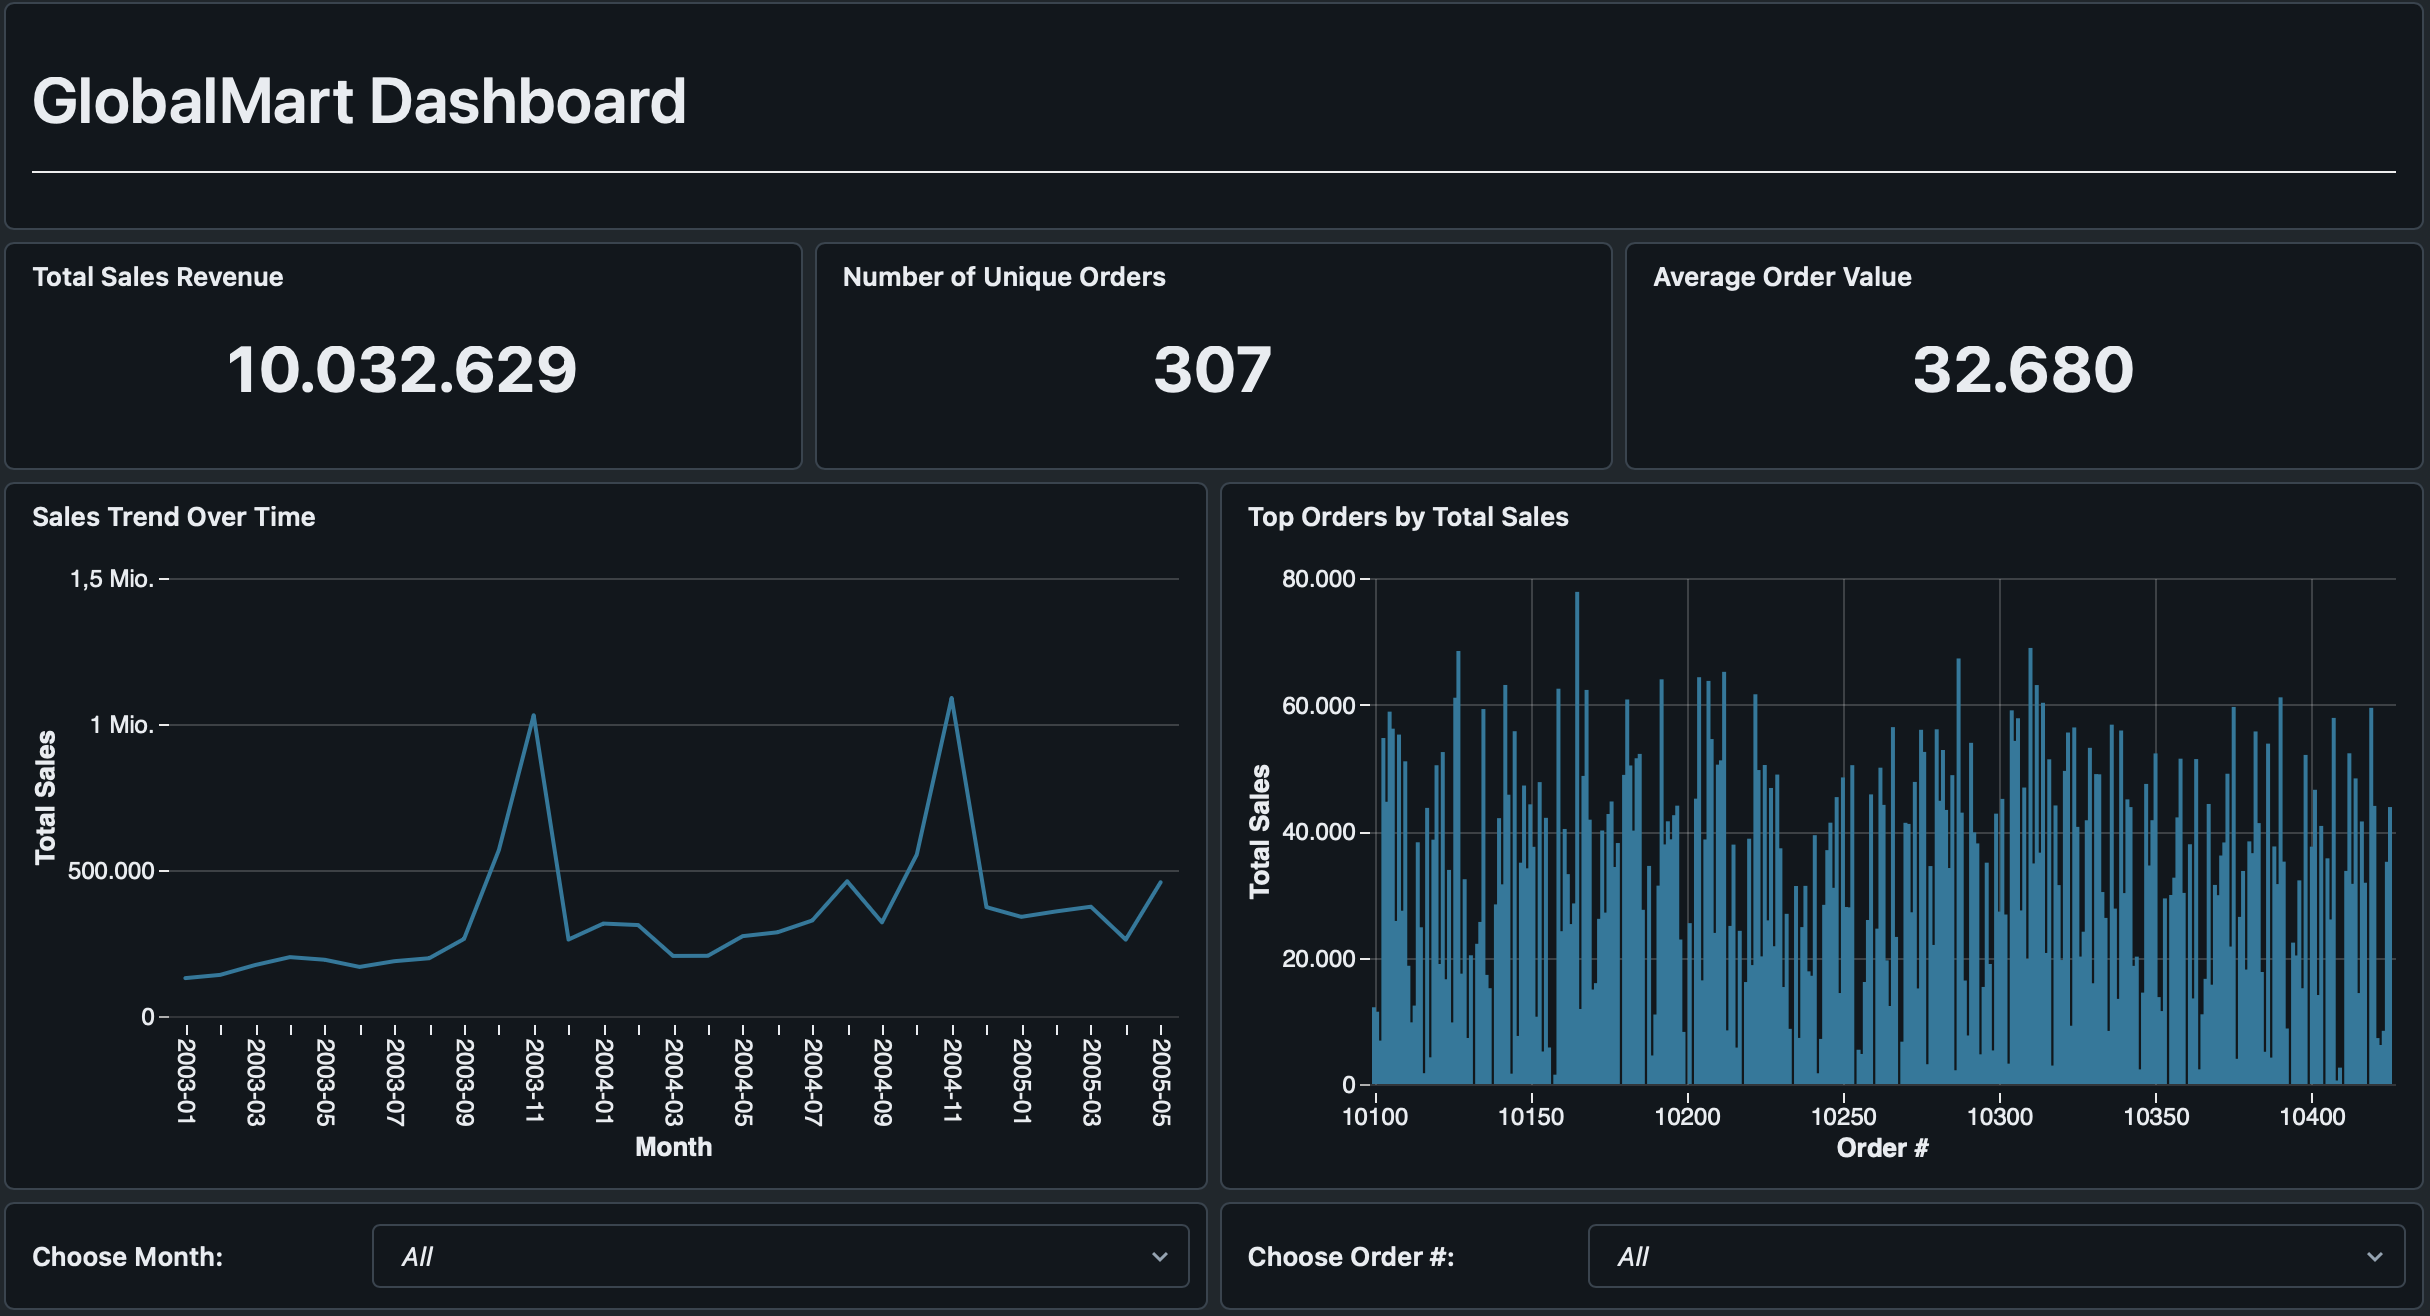 GlobalMart Dashboard
Total Sales Revenue
10.032.629
Number of Unique Orders
307
Average Order Value
32.680
Sales Trend Over Time
1,5 Mio.
1 Mio.
500.000
0
Total Sales
2003-01
2003-03
2003-05
2003-07
2003-09
2003-11
2004-01
2004-03
2004-05
2004-07
2004-09
2004-11
2005-01
2005-03
2005-05
Month
Top Orders by Total Sales
80.000
60.000
40.000
20.000
0
Total Sales
10100
10150
10200
10250
10300
10350
10400
Order #
Choose Month:
All
Choose Order #:
All